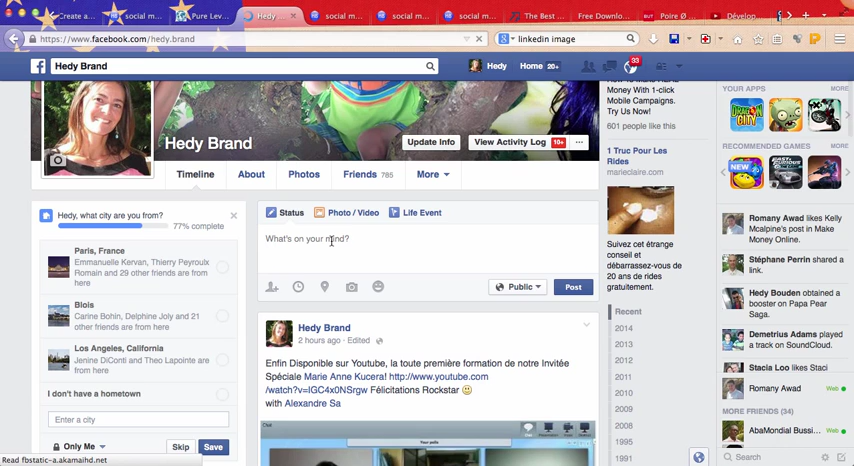 Create a
social m...
Pure Lev...
Hedy ...
social m...
social m...
social m...
The Best ...
Free Downlo...
BUT
Poire Ø ...
Dévelop...
https://www.facebook.com/hedy.brand
linkedin image
Hedy Brand
Hedy
Home 20+
33
Hedy Brand
Update Info
View Activity Log 10+
Timeline
About
Photos
Friends 785
More
Hedy, what city are you from?
77% complete
Paris, France
Emmanuelle Kervan, Thierry Peyroulx
Romain and 29 other friends are from
here
Blois
Carine Bohin, Delphine Joly and 21
other friends are from here
Los Angeles, California
Jenine DiConti and Theo Lapointe are
from here
I don't have a hometown
Enter a city
Only Me
Skip
Save
Read fbstatic-a.akamaihd.net
Status
Photo / Video
Life Event
What's on your mind?
Public
Post
Hedy Brand
2 hours ago · Edited
Enfin Disponible sur Youtube, la toute première formation de notre Invitée
Spéciale Marie Anne Kucera! http://www.youtube.com
/watch?v=IGC4x0NSrgw Félicitations Rockstar
with Alexandre Sa
Chat
Money With 1-click
Mobile Campaigns.
Try Us Now!
601 people like this
1 Truc Pour Les
Rides
marieclaire.com
Suivez cet étrange
conseil et
débarrassez-vous de
20 ans de rides
gratuitement.
Recent
2014
2013
2012
2011
2010
2009
2008
1995
1991
YOUR APPS
MORE
DRAGON CITY
RECOMMENDED GAMES
MORE
NEW
Romany Awad likes Kelly
Mcalpine's post in Make
Money Online.
Stéphane Perrin shared a
link.
Hedy Bouden obtained a
booster on Papa Pear
Saga.
Demetrius Adams played
a track on SoundCloud.
Stacia Loo likes Staci
Romany Awad
Web
MORE FRIENDS (34)
AbaMondial Bussi...
Web
Search